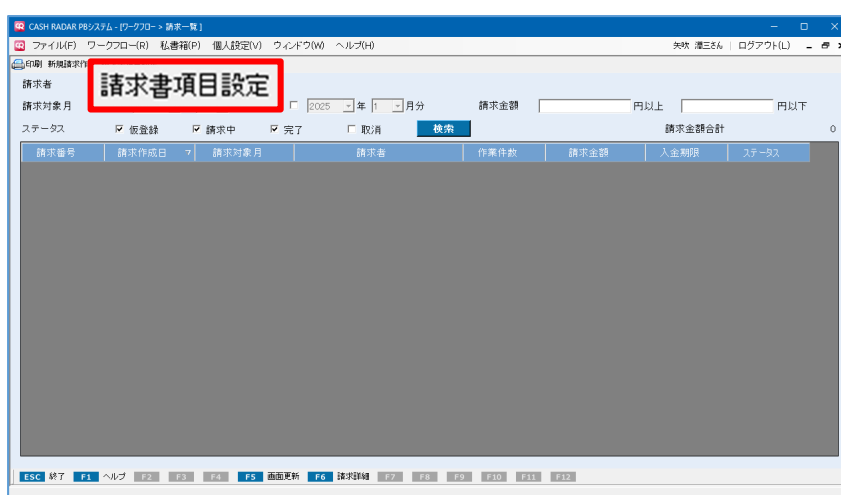 CASH RADAR PBシステム - [ワークフロー > 請求一覧]
ファイル(F) ワークフロー(R) 私書箱(P) 個人設定(V) ウィンドウ(W) ヘルプ(H) 矢吹 濳三さん ログアウト(L)
印刷 新規請求作
請求者
請求書項目設定
請求対象月 2025 年 1 月分 請求金額 円以上 円以下
ステータス 仮登録 請求中 完了 取消 検索 請求金額合計 0
請求番号 請求作成日 請求対象月 請求者 作業件数 請求金額 入金期限 ステータス
ESC 終了 F1 ヘルプ F2 F3 F4 F5 画面更新 F6 請求詳細 F7 F8 F9 F10 F11 F12